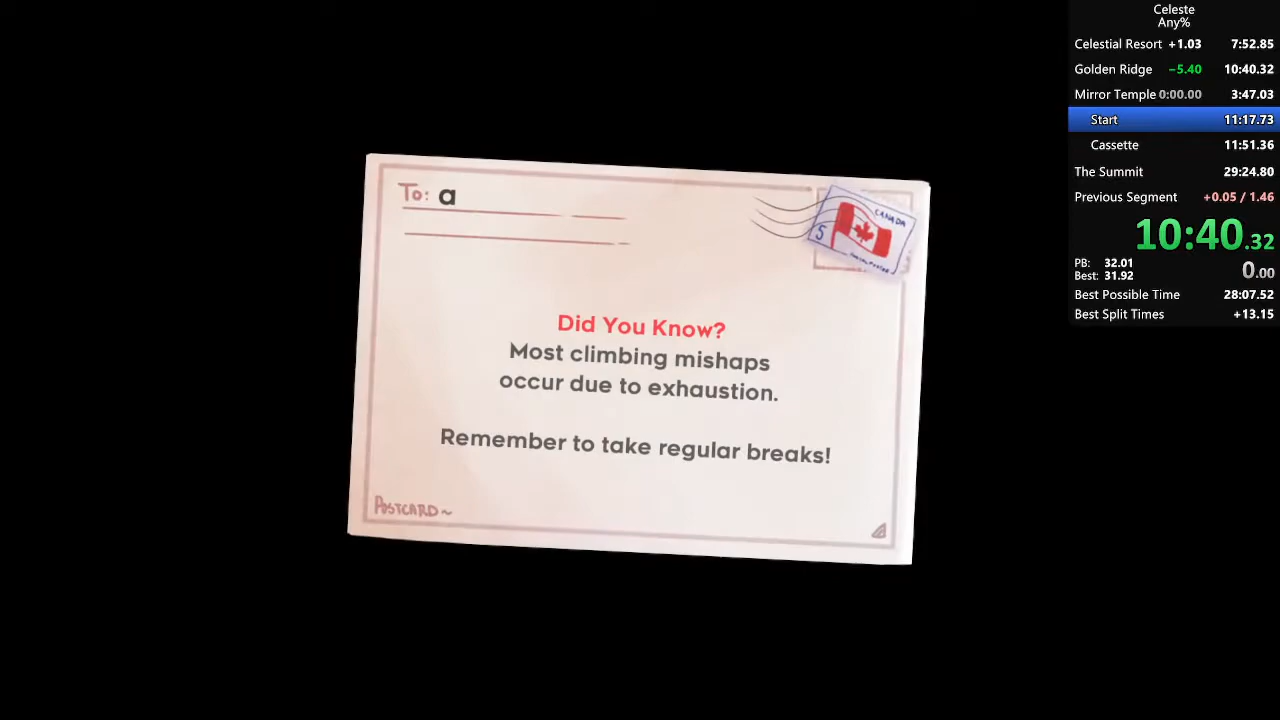 To: a
CANADA
5
Did You Know?
Most climbing mishaps
occur due to exhaustion.
Remember to take regular breaks!
POSTCARD~
Celeste
Any%
Celestial Resort +1.03 7:52.85
Golden Ridge −5.40 10:40.32
Mirror Temple 0:00.00 3:47.03
Start 11:17.73
Cassette 11:51.36
The Summit 29:24.80
Previous Segment +0.05 / 1.46
10:40.32
PB: 32.01
Best: 31.92
0.00
Best Possible Time 28:07.52
Best Split Times +13.15